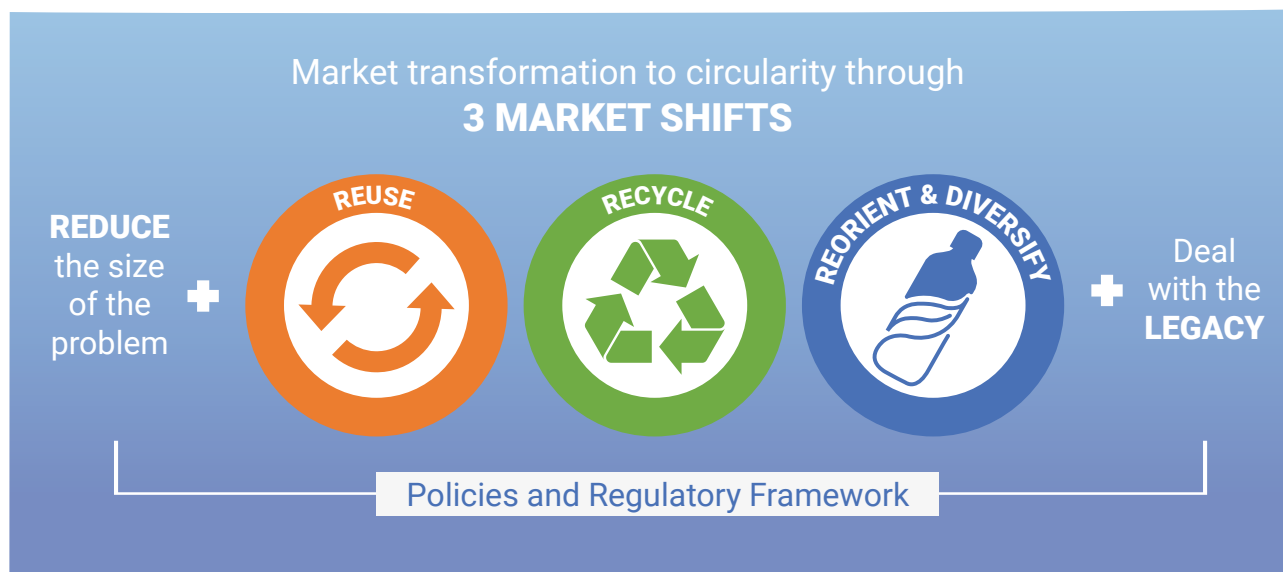 Market transformation to circularity through
3 MARKET SHIFTS
REDUCE
the size
of the
problem
REUSE
RECYCLE
REORIENT & DIVERSIFY
Deal
with the
LEGACY
Policies and Regulatory Framework